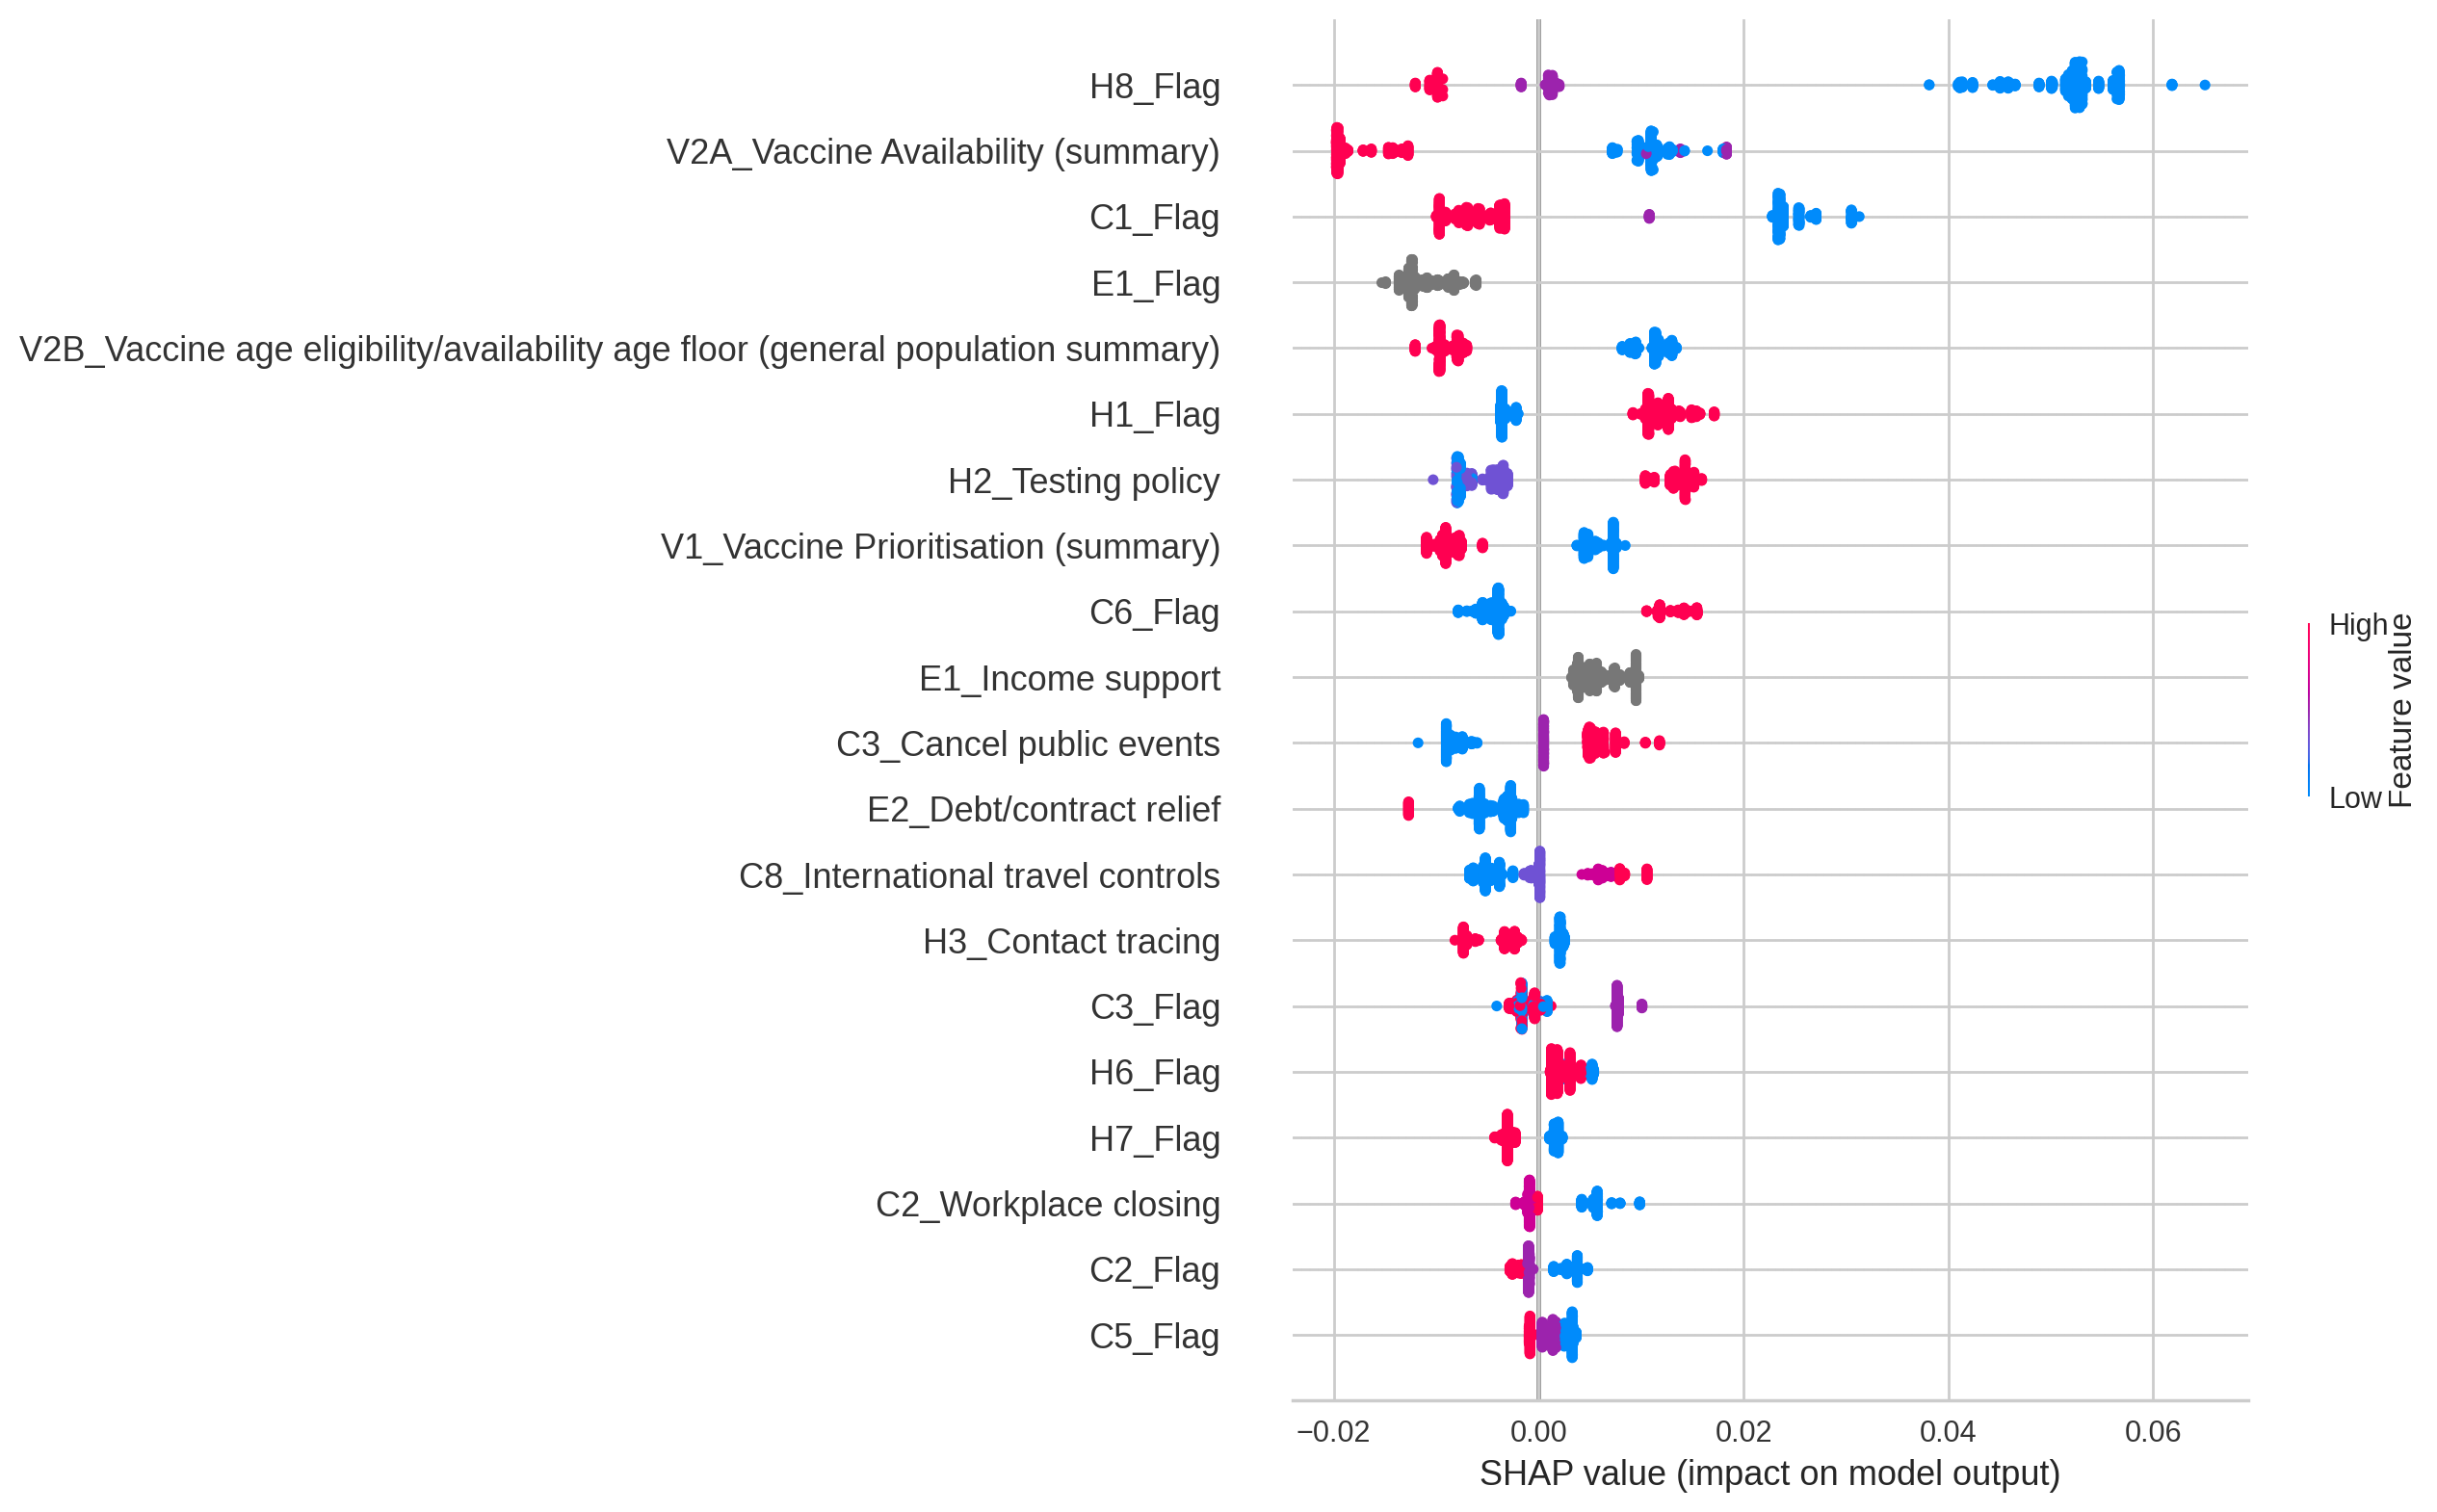 H8_Flag
V2A_Vaccine Availability (summary)
C1_Flag
E1_Flag
V2B_Vaccine age eligibility/availability age floor (general population summary)
H1_Flag
H2_Testing policy
V1_Vaccine Prioritisation (summary)
C6_Flag
E1_Income support
C3_Cancel public events
E2_Debt/contract relief
C8_International travel controls
H3_Contact tracing
C3_Flag
H6_Flag
H7_Flag
C2_Workplace closing
C2_Flag
C5_Flag
−0.02 0.00 0.02 0.04 0.06
SHAP value (impact on model output)
High
Low
Feature value